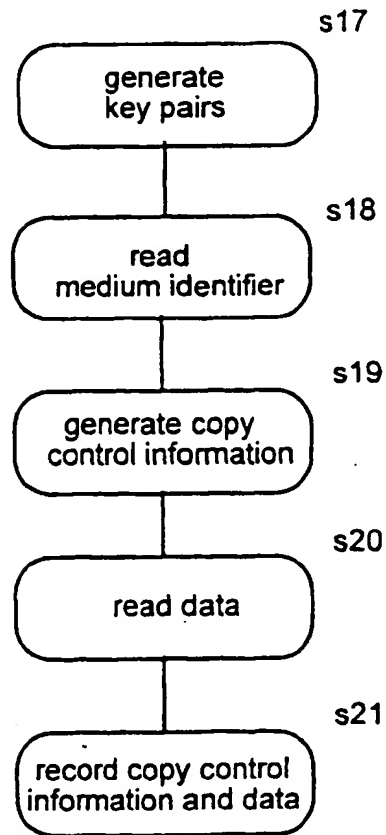 s17
generate
key pairs
s18
read
medium identifier
s19
generate copy
control information
s20
read data
s21
record copy control
information and data